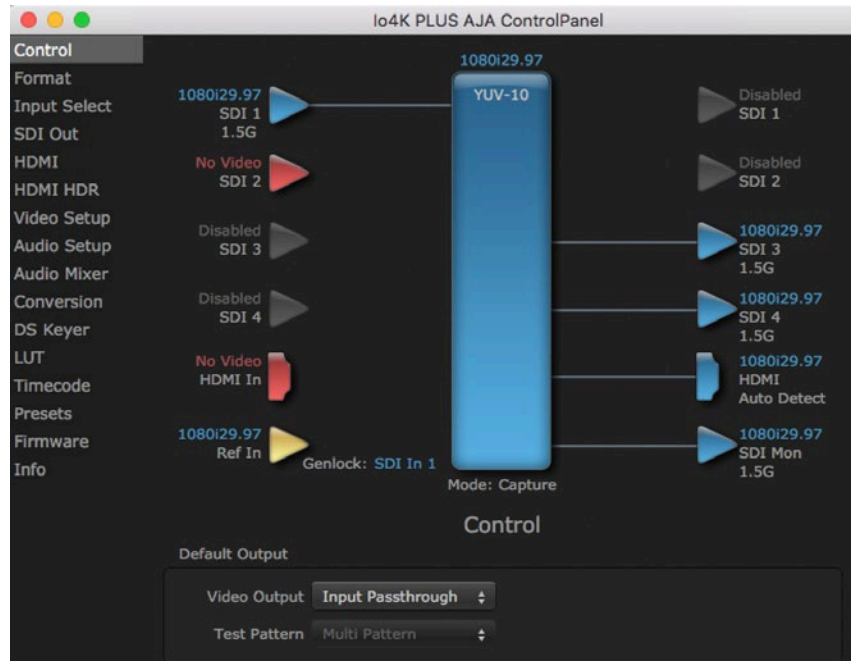 Io4K PLUS AJA ControlPanel
Control
Format
Input Select
SDI Out
HDMI
HDMI HDR
Video Setup
Audio Setup
Audio Mixer
Conversion
DS Keyer
LUT
Timecode
Presets
Firmware
Info
1080i29.97
SDI 1
1.5G
No Video
SDI 2
Disabled
SDI 3
Disabled
SDI 4
No Video
HDMI In
1080i29.97
Ref In
Genlock: SDI In 1
1080i29.97
YUV-10
Mode: Capture
Disabled
SDI 1
Disabled
SDI 2
1080i29.97
SDI 3
1.5G
1080i29.97
SDI 4
1.5G
1080i29.97
HDMI
Auto Detect
1080i29.97
SDI Mon
1.5G
Control
Default Output
Video Output Input Passthrough
Test Pattern Multi Pattern